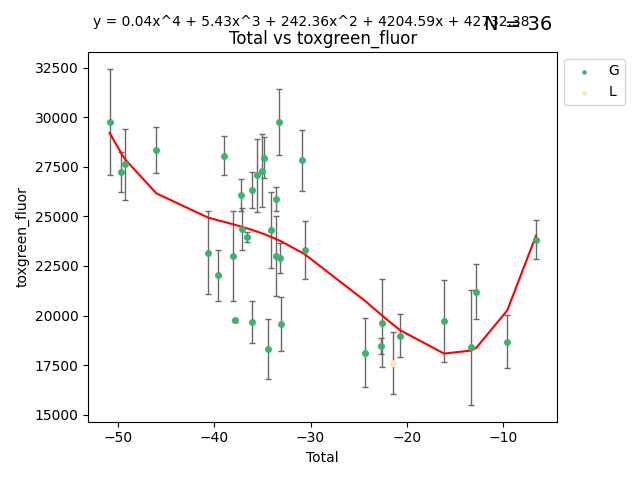 y = 0.04x^4 + 5.43x^3 + 242.36x^2 + 4204.59x + 42732.38
N = 36
Total vs toxgreen_fluor
G
L
toxgreen_fluor
32500
30000
27500
25000
22500
20000
17500
15000
−50
−40
−30
−20
−10
Total